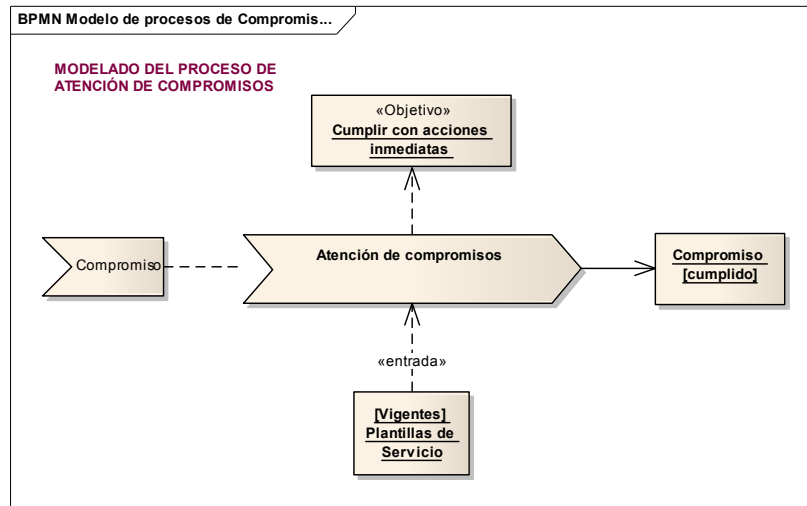 BPMN Modelo de procesos de Compromis...
MODELADO DEL PROCESO DE
ATENCIÓN DE COMPROMISOS
«Objetivo»
Cumplir con acciones
inmediatas
Compromiso
Atención de compromisos
Compromiso
[cumplido]
«entrada»
[Vigentes]
Plantillas de
Servicio